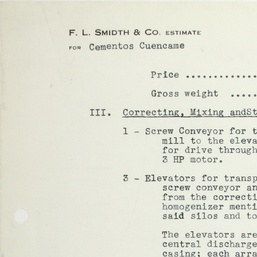 F. L. SMIDTH & CO. ESTIMATE
FOR Cementos Cuencame
Price .............
Gross weight ......
III. Correcting, Mixing andSt
1 - Screw Conveyor for t
mill to the eleva
for drive through
3 HP motor.
3 - Elevators for transp
screw conveyor an
from the correcti
homogenizer menti
said silos and to
The elevators are
central discharge
casing; each arra